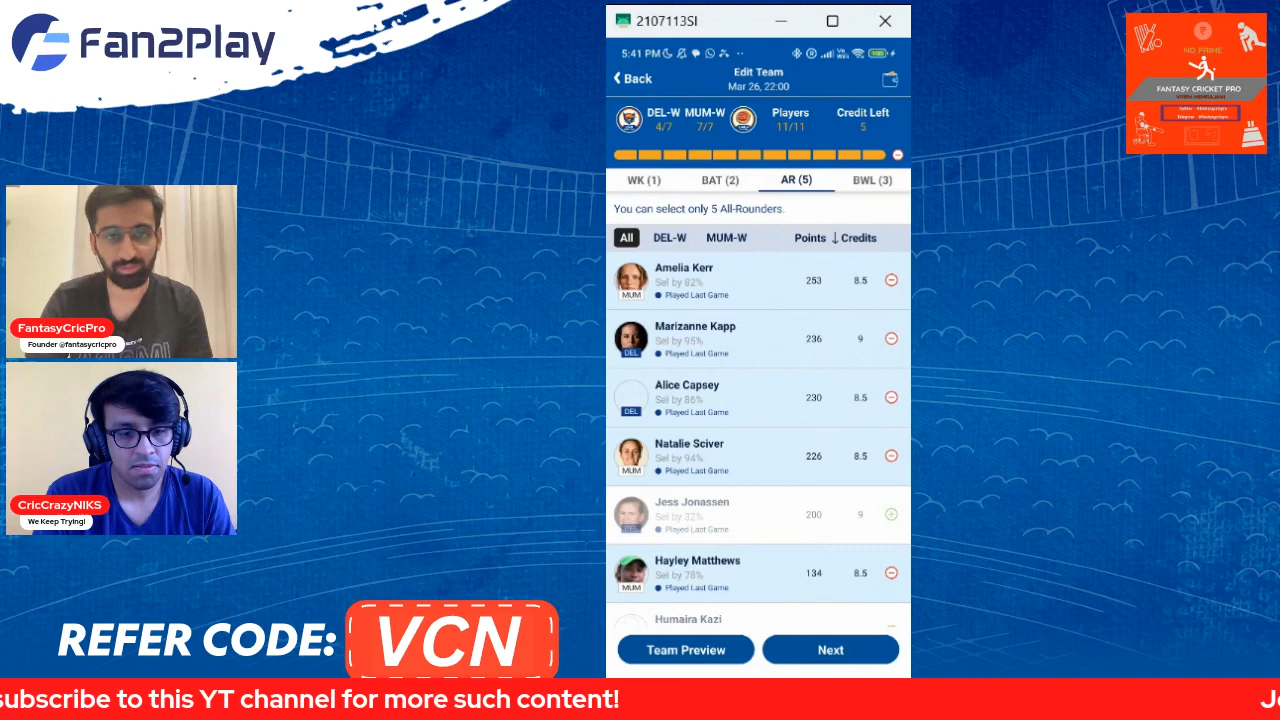 Fan2Play
FantasyCricPro
Founder @fantasycricpro
CricCrazyNIKS
We Keep Trying!
REFER CODE:
VCN
subscribe to this YT channel for more such content!
2107113SI
5:41 PM
Back
Edit Team
Mar 26, 22:00
DEL-W MUM-W Players Credit Left
4/7 7/7 11/11 5
WK (1) BAT (2) AR (5) BWL (3)
You can select only 5 All-Rounders.
All DEL-W MUM-W Points ↓ Credits
Amelia Kerr
Sel by 82%
Played Last Game
MUM
253 8.5
Marizanne Kapp
Sel by 95%
Played Last Game
DEL
236 9
Alice Capsey
Sel by 86%
Played Last Game
DEL
230 8.5
Natalie Sciver
Sel by 94%
Played Last Game
MUM
226 8.5
Jess Jonassen
Sel by 32%
Played Last Game
DEL
200 9
Hayley Matthews
Sel by 78%
Played Last Game
MUM
134 8.5
Humaira Kazi
Team Preview Next
NO PRIME
FANTASY CRICKET PRO